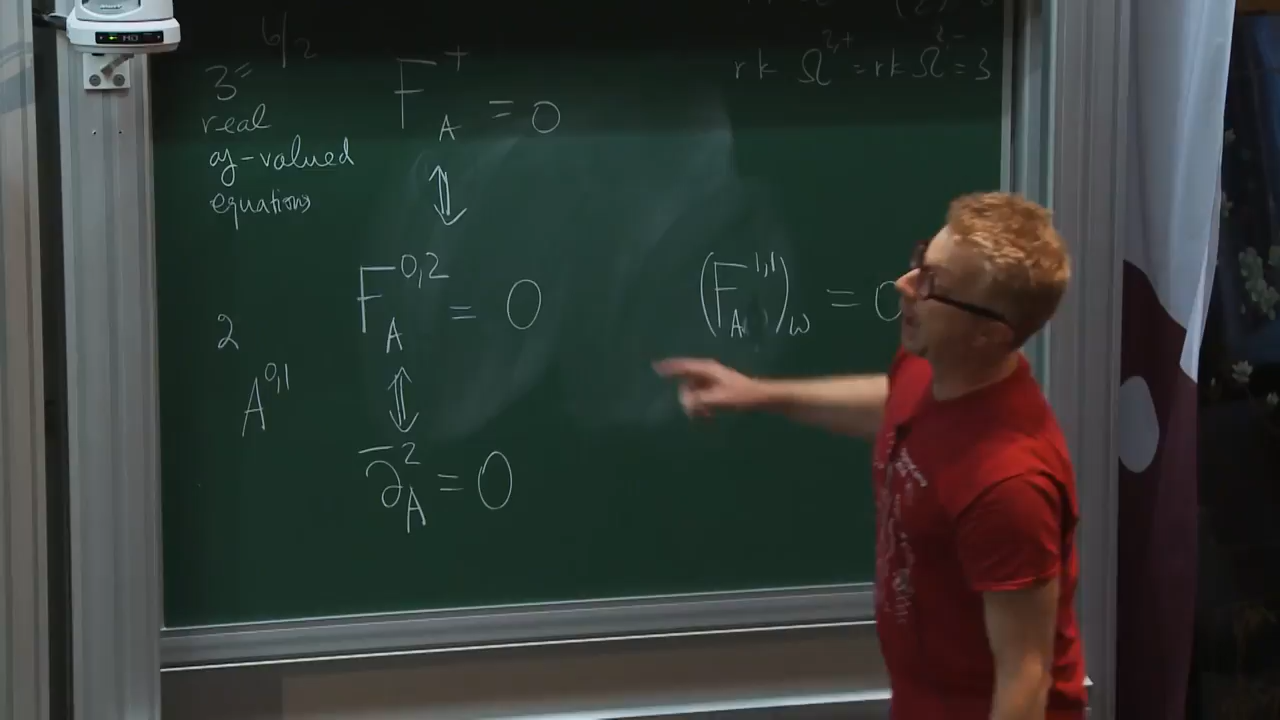 6/2
3 =
real
𝔤-valued
equations
F_A^+ = 0
⇕
F_A^{0,2} = 0
2
A^{0,1}
⇕
\bar{∂}_A^2 = 0
rk Ω^{2,+} = rk Ω^{2,-} = 3
(F_A^{1,1})_ω = 0